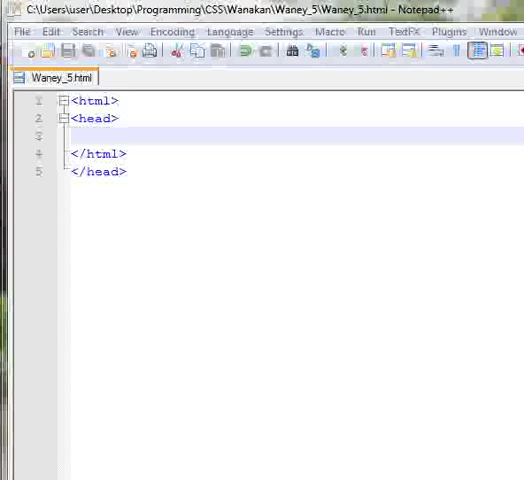 C:\Users\user\Desktop\Programming\CSS\Wanakan\Waney_5\Waney_5.html - Notepad++
File Edit Search View Encoding Language Settings Macro Run TextFX Plugins Window
Waney_5.html
1 <html>
2 <head>
3
4 </html>
5 </head>